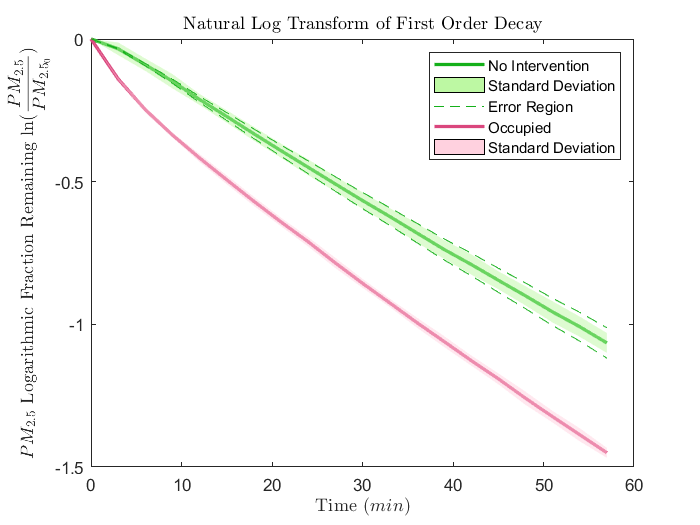 Natural Log Transform of First Order Decay
PM2.5 Logarithmic Fraction Remaining ln(PM2.5/PM2.50)
0
-0.5
-1
-1.5
No Intervention
Standard Deviation
Error Region
Occupied
Standard Deviation
0 10 20 30 40 50 60
Time (min)